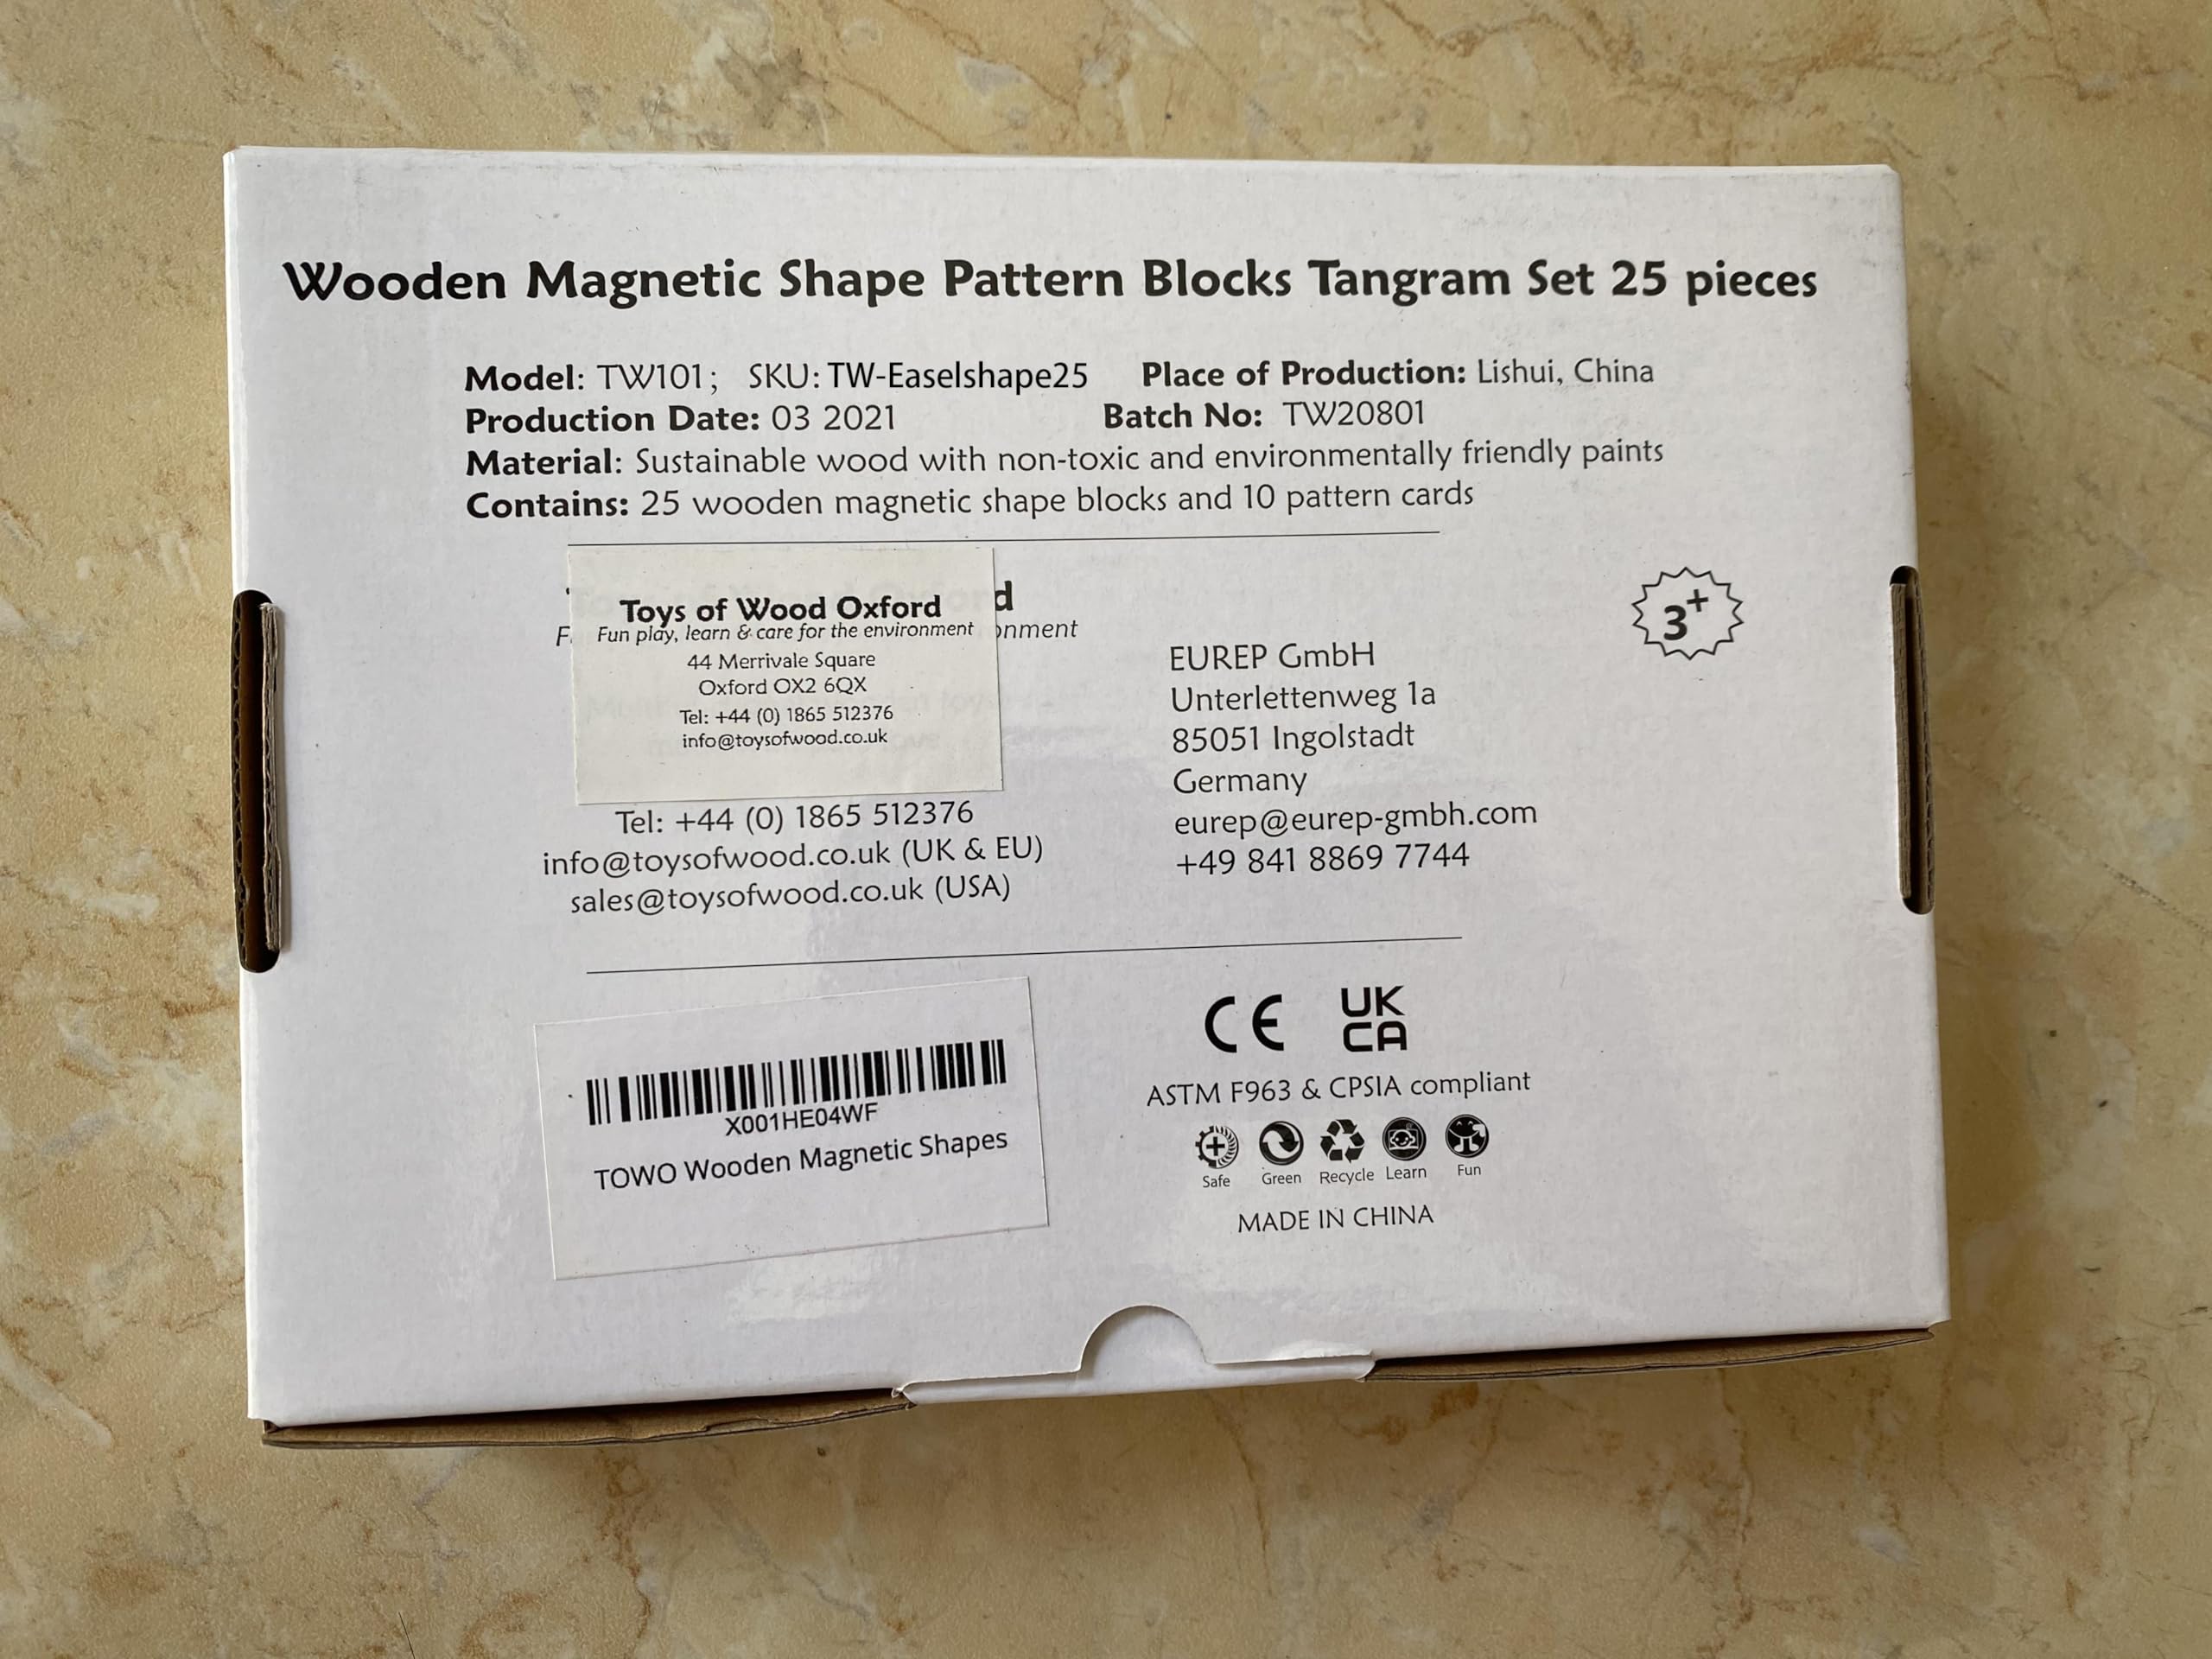 Wooden Magnetic Shape Pattern Blocks Tangram Set 25 pieces
Model: TW101; SKU: TW-Easelshape25 Place of Production: Lishui, China
Production Date: 03 2021 Batch No: TW20801
Material: Sustainable wood with non-toxic and environmentally friendly paints
Contains: 25 wooden magnetic shape blocks and 10 pattern cards
Toys of Wood Oxford
Fun play, learn & care for the environment
44 Merrivale Square
Oxford OX2 6QX
Tel: +44 (0) 1865 512376
info@toysofwood.co.uk
Tel: +44 (0) 1865 512376
info@toysofwood.co.uk (UK & EU)
sales@toysofwood.co.uk (USA)
EUREP GmbH
Unterlettenweg 1a
85051 Ingolstadt
Germany
eurep@eurep-gmbh.com
+49 841 8869 7744
3+
X001HE04WF
TOWO Wooden Magnetic Shapes
CE UK
CA
ASTM F963 & CPSIA compliant
Safe Green Recycle Learn Fun
MADE IN CHINA